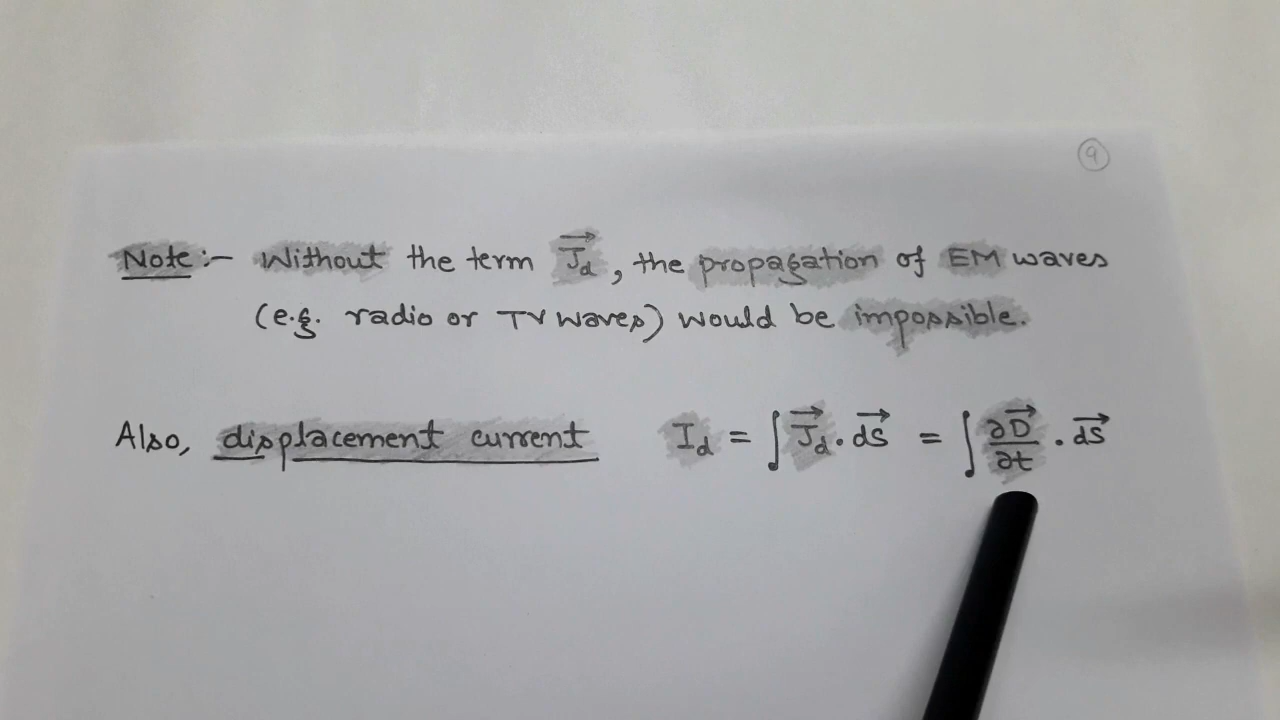 9
Note:- Without the term J⃗d, the propagation of EM waves
(e.g. radio or TV waves) would be impossible.
Also, displacement current Id = ∫ J⃗d · dS⃗ = ∫ ∂D⃗/∂t · dS⃗